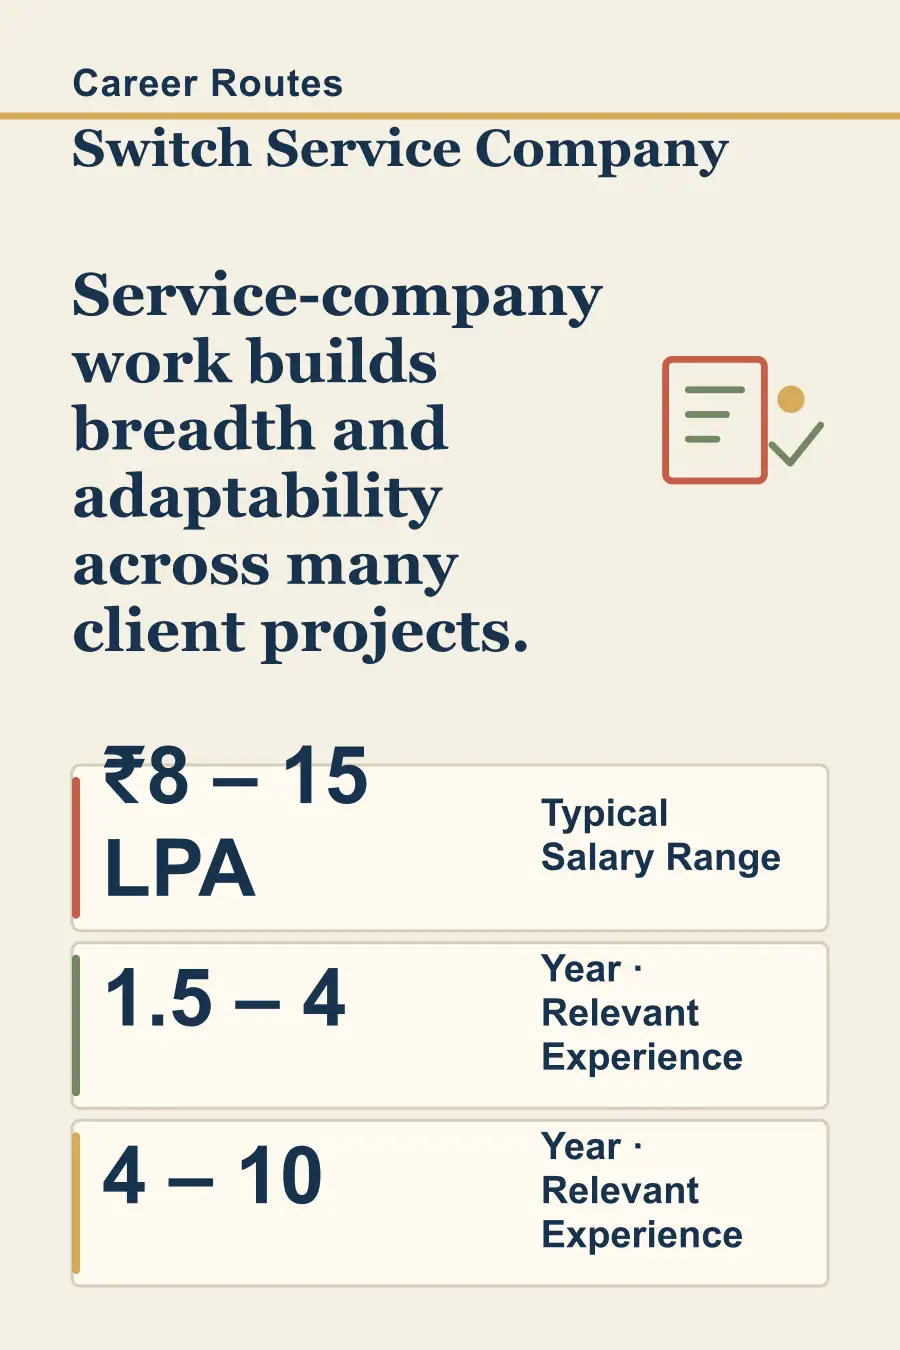 Career Routes
Switch Service Company
Service-company
work builds
breadth and
adaptability
across many
client projects.
₹8 – 15
LPA
Typical
Salary Range
1.5 – 4
Year ·
Relevant
Experience
4 – 10
Year ·
Relevant
Experience